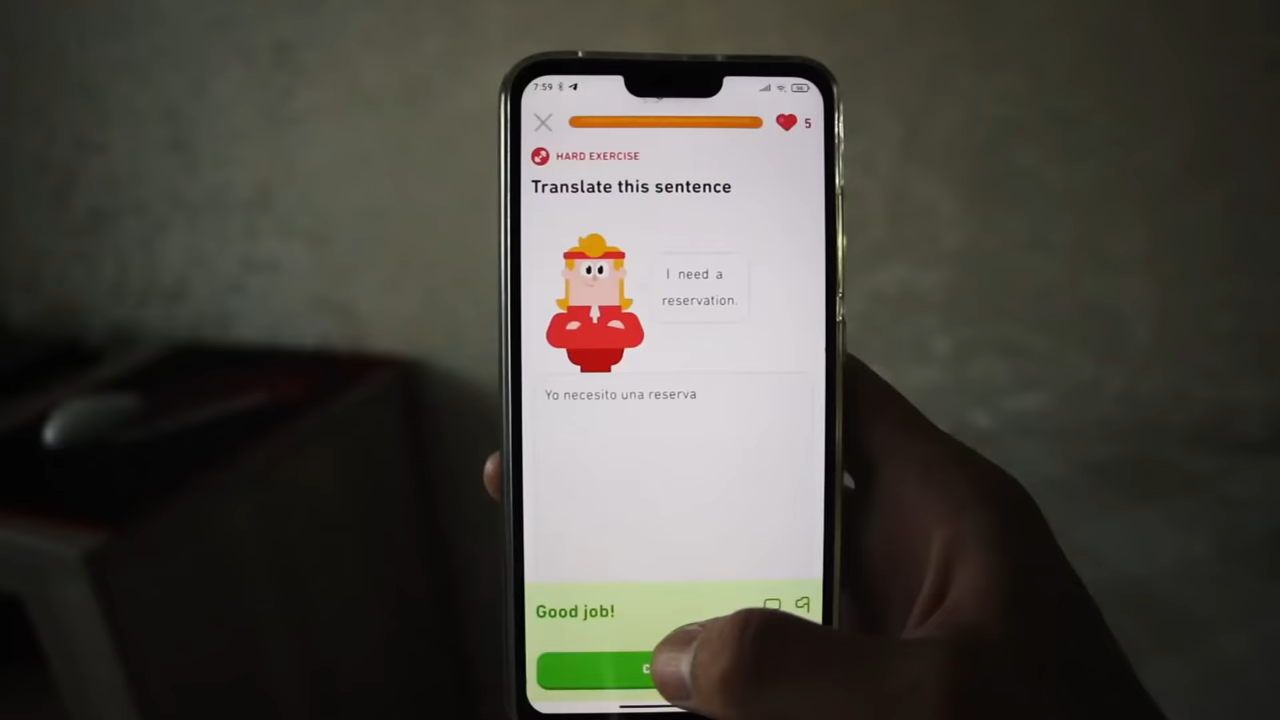 7:59
5
HARD EXERCISE
Translate this sentence
I need a
reservation.
Yo necesito una reserva
Good job!